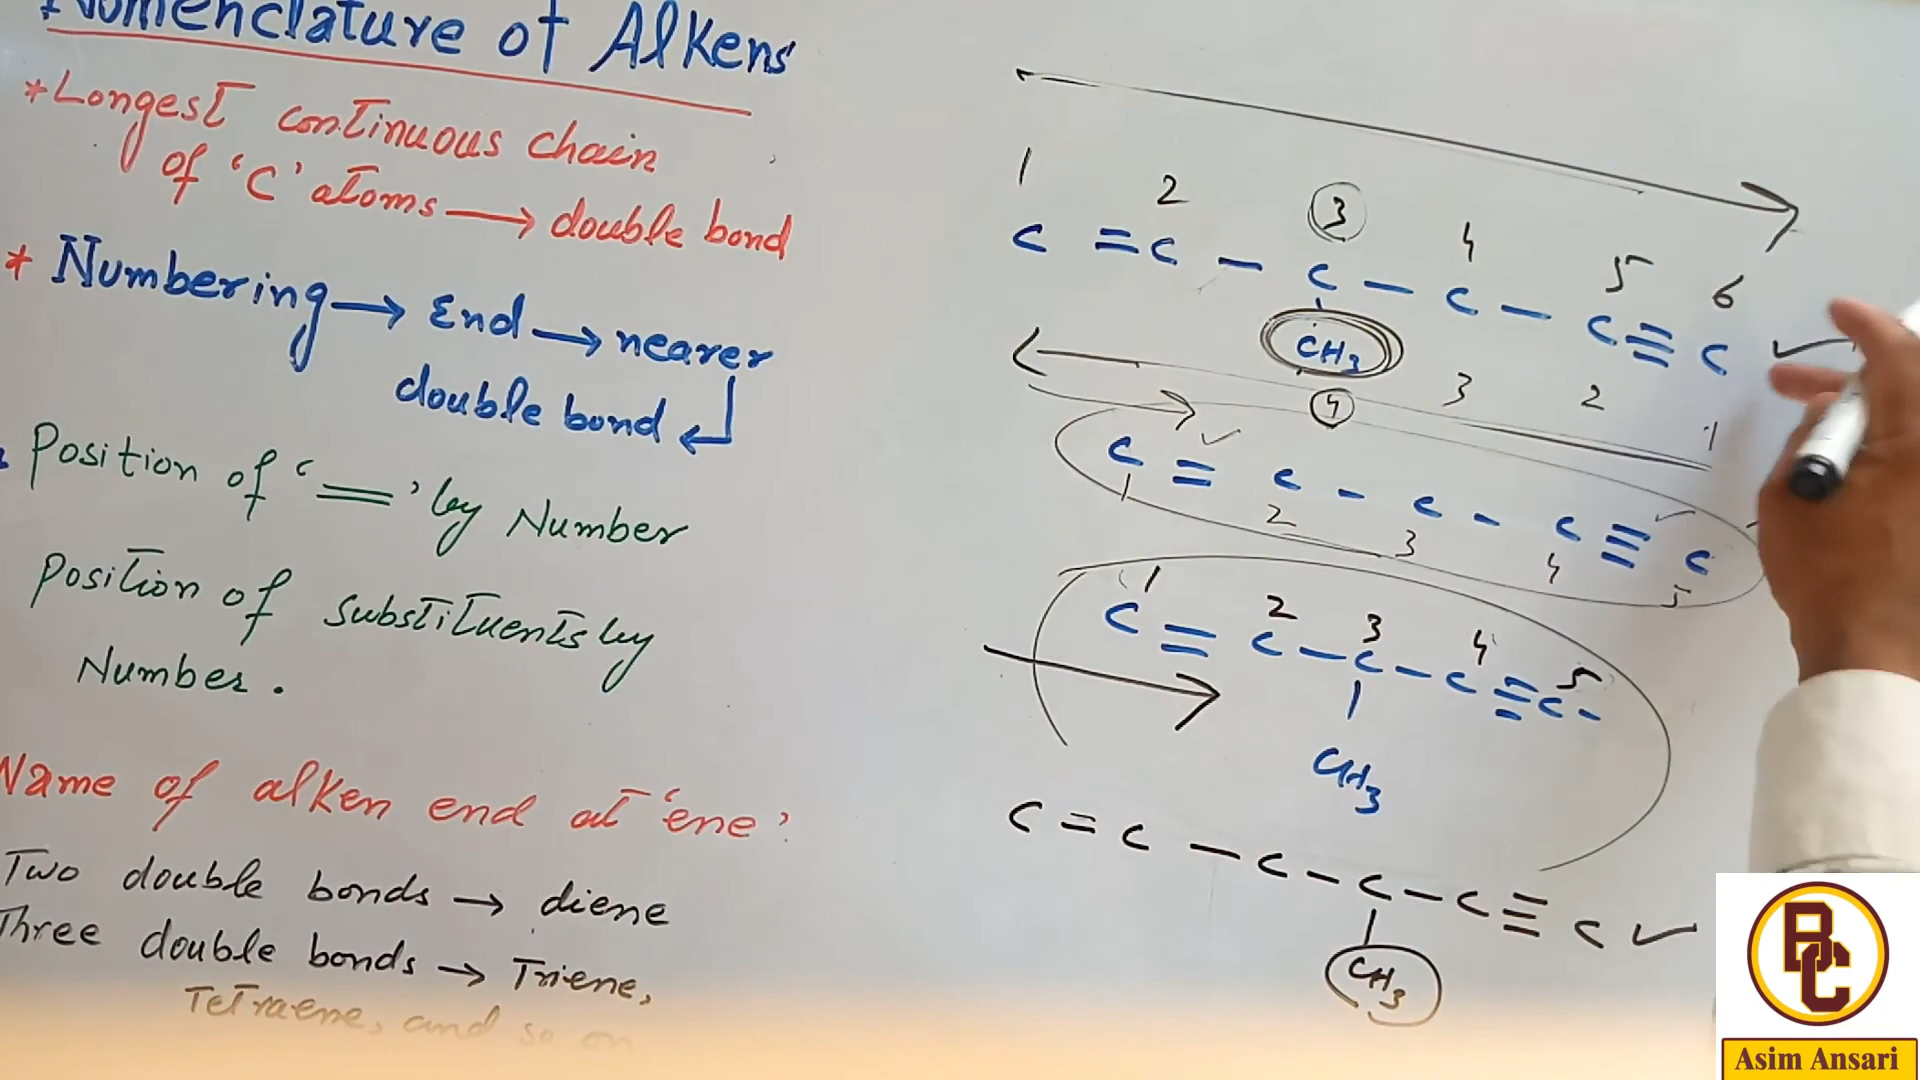 Nomenclature of Alkens
*Longest continuous chain
of 'C' atoms → double bond
* Numbering → End → nearer
double bond
Position of '=' by Number
Position of substituents by
Number.
Name of alken end at 'ene'
Two double bonds → diene
Three double bonds → Triene,
Tetraene, and so on
1 2 3 4 5 6
C = C - C - C - C ≡ C ✓
CH3
4 3 2 1
C = C - C - C ≡ C
1 2 3 4 5
1 2 3 4 5
C = C - C - C ≡ C -
CH3
C = C - C - C - C ≡ C ✓
CH3
BC
Asim Ansari